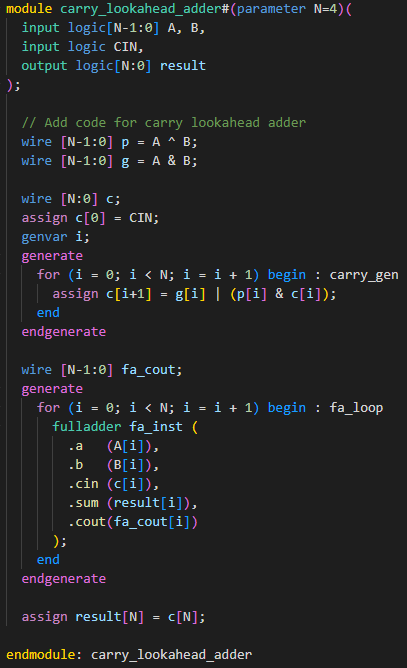 module carry_lookahead_adder#(parameter N=4)(
  input logic[N-1:0] A, B,
  input logic CIN,
  output logic[N:0] result
);

  // Add code for carry lookahead adder
  wire [N-1:0] p = A ^ B;
  wire [N-1:0] g = A & B;

  wire [N:0] c;
  assign c[0] = CIN;
  genvar i;
  generate
    for (i = 0; i < N; i = i + 1) begin : carry_gen
      assign c[i+1] = g[i] | (p[i] & c[i]);
    end
  endgenerate

  wire [N-1:0] fa_cout;
  generate
    for (i = 0; i < N; i = i + 1) begin : fa_loop
      fulladder fa_inst (
        .a   (A[i]),
        .b   (B[i]),
        .cin (c[i]),
        .sum (result[i]),
        .cout(fa_cout[i])
      );
    end
  endgenerate

  assign result[N] = c[N];

endmodule: carry_lookahead_adder